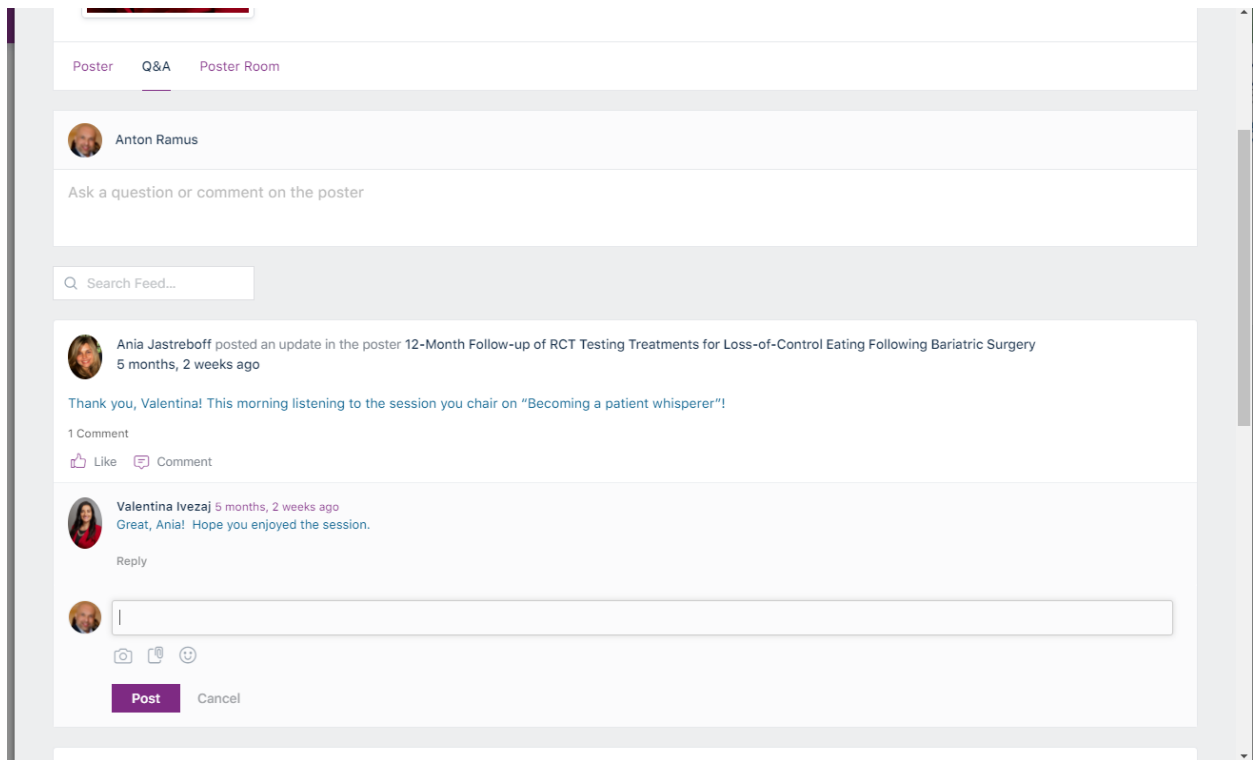 Poster Q&A Poster Room
Anton Ramus
Ask a question or comment on the poster
Search Feed...
Ania Jastreboff posted an update in the poster 12-Month Follow-up of RCT Testing Treatments for Loss-of-Control Eating Following Bariatric Surgery
5 months, 2 weeks ago
Thank you, Valentina! This morning listening to the session you chair on “Becoming a patient whisperer”!
1 Comment
Like Comment
Valentina Ivezaj 5 months, 2 weeks ago
Great, Ania! Hope you enjoyed the session.
Reply
Post Cancel